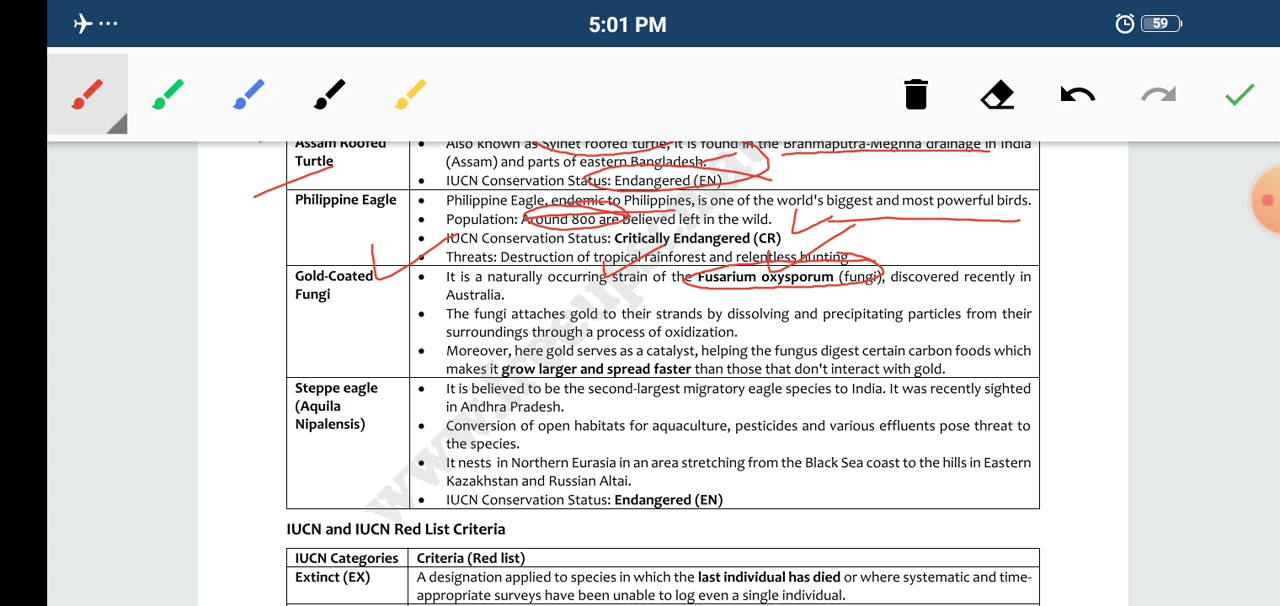 5:01 PM
59
Assam Roofed
Turtle
• Also known as Sylhet roofed turtle, it is found in the Brahmaputra-Meghna drainage in India
(Assam) and parts of eastern Bangladesh.
• IUCN Conservation Status: Endangered (EN)
Philippine Eagle
• Philippine Eagle, endemic to Philippines, is one of the world's biggest and most powerful birds.
• Population: Around 800 are believed left in the wild.
• IUCN Conservation Status: Critically Endangered (CR)
• Threats: Destruction of tropical rainforest and relentless hunting
Gold-Coated
Fungi
• It is a naturally occurring strain of the Fusarium oxysporum (fungi), discovered recently in
Australia.
• The fungi attaches gold to their strands by dissolving and precipitating particles from their
surroundings through a process of oxidization.
• Moreover, here gold serves as a catalyst, helping the fungus digest certain carbon foods which
makes it grow larger and spread faster than those that don't interact with gold.
Steppe eagle
(Aquila
Nipalensis)
• It is believed to be the second-largest migratory eagle species to India. It was recently sighted
in Andhra Pradesh.
• Conversion of open habitats for aquaculture, pesticides and various effluents pose threat to
the species.
• It nests in Northern Eurasia in an area stretching from the Black Sea coast to the hills in Eastern
Kazakhstan and Russian Altai.
• IUCN Conservation Status: Endangered (EN)
IUCN and IUCN Red List Criteria
IUCN Categories Criteria (Red list)
Extinct (EX) A designation applied to species in which the last individual has died or where systematic and time-
appropriate surveys have been unable to log even a single individual.